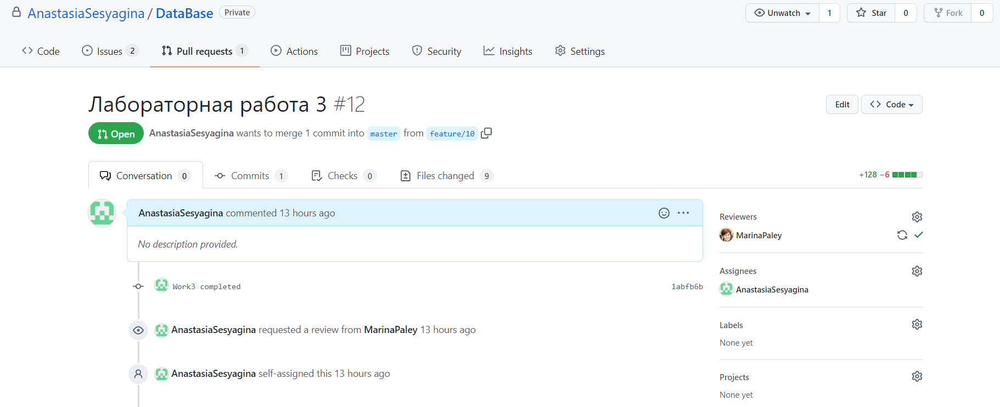 AnastasiaSesyagina / DataBase Private Unwatch 1 Star 0 Fork 0
Code Issues 2 Pull requests 1 Actions Projects Security Insights Settings
Лабораторная работа 3 #12 Edit Code
Open AnastasiaSesyagina wants to merge 1 commit into master from feature/10
Conversation 0 Commits 1 Checks 0 Files changed 9 +128 −6
AnastasiaSesyagina commented 13 hours ago
No description provided.
Work3 completed 1abfb6b
AnastasiaSesyagina requested a review from MarinaPaley 13 hours ago
AnastasiaSesyagina self-assigned this 13 hours ago
Reviewers
MarinaPaley
Assignees
AnastasiaSesyagina
Labels
None yet
Projects
None yet